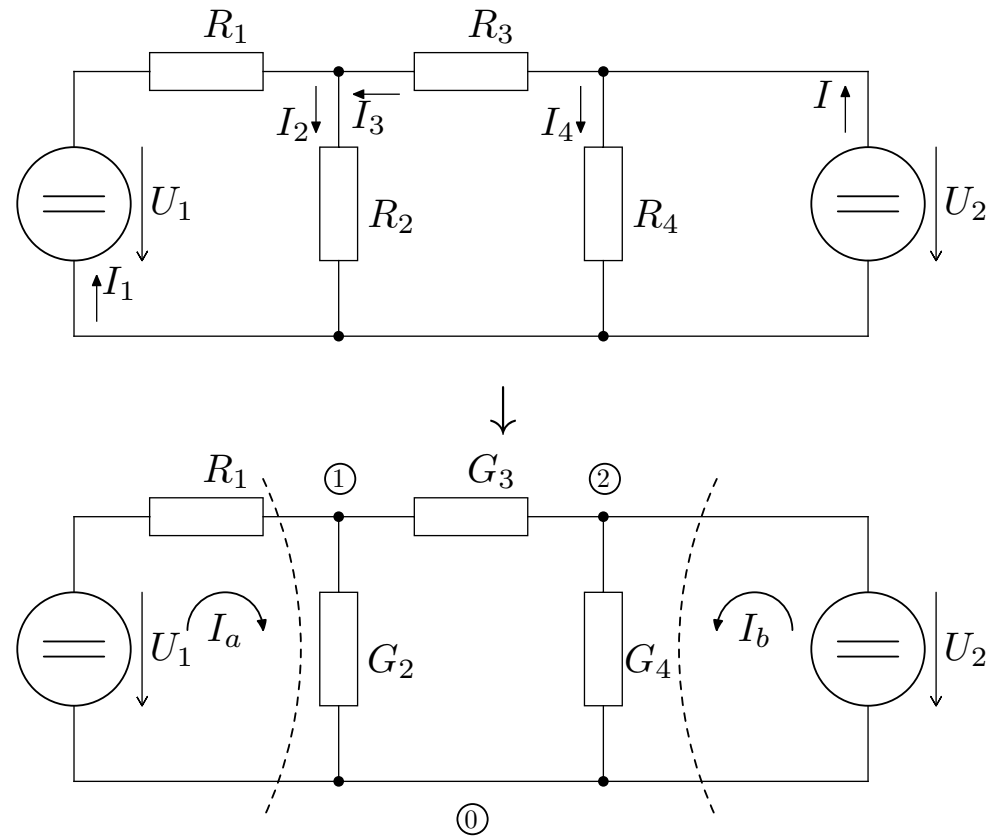 R₁ R₃
I₂ I₃ I₄ I
U₁ R₂ R₄ U₂
I₁
R₁ ① G₃ ②
U₁ Iₐ G₂ G₄ I_b U₂
⓪